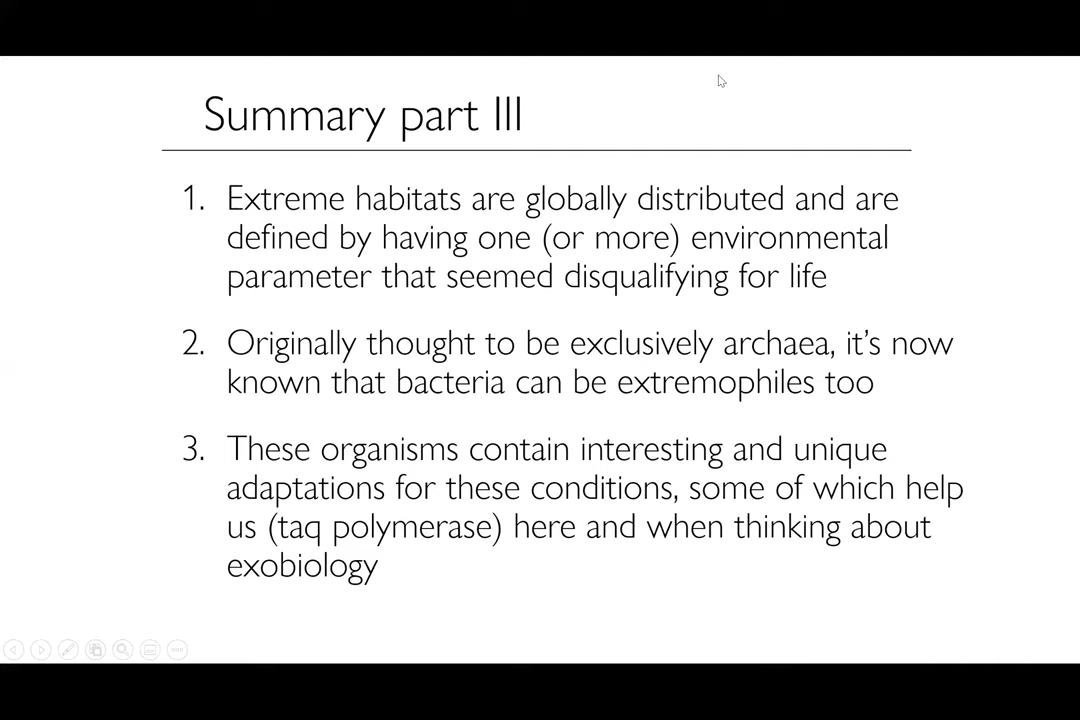 Summary part III
1. Extreme habitats are globally distributed and are
defined by having one (or more) environmental
parameter that seemed disqualifying for life
2. Originally thought to be exclusively archaea, it's now
known that bacteria can be extremophiles too
3. These organisms contain interesting and unique
adaptations for these conditions, some of which help
us (taq polymerase) here and when thinking about
exobiology